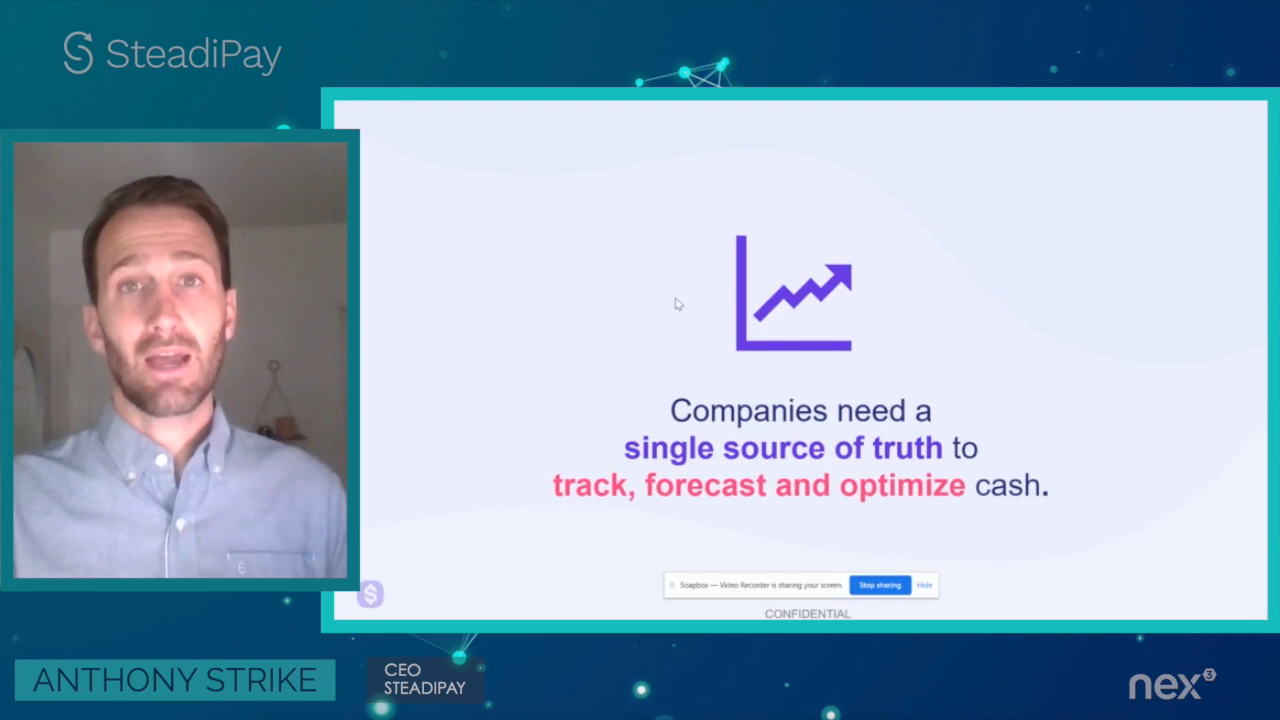 SteadiPay
Companies need a
single source of truth to
track, forecast and optimize cash.
Soapbox — Video Recorder is sharing your screen. Stop sharing Hide
CONFIDENTIAL
ANTHONY STRIKE
CEO
STEADIPAY
nex3